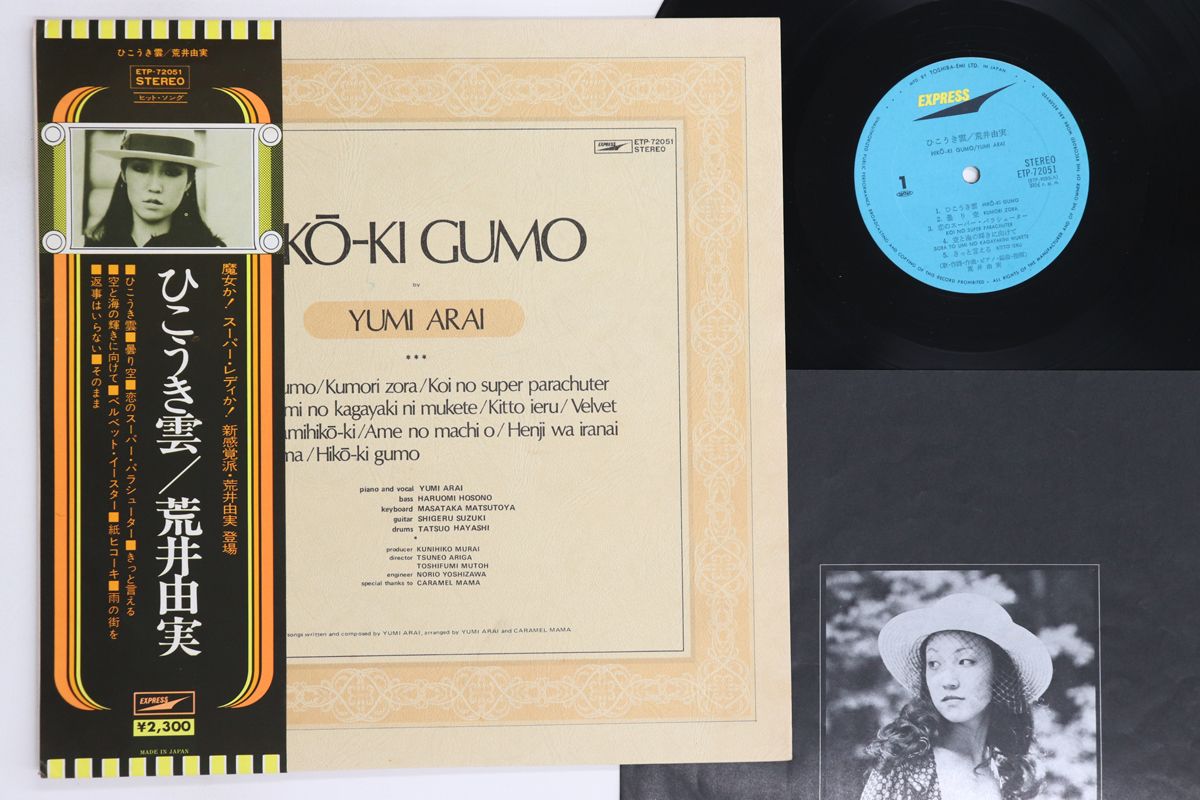 ひこうき雲／荒井由実
ETP-72051
STEREO
ヒット・ソング
魔女か！スーパー・レディか！新感覚派・荒井由実 登場
ひこうき雲／荒井由実
■ひこうき雲■曇り空■恋のスーパー・パラシューター■きっと言える
■空と海の輝きに向けて■ベルベット・イースター■紙ヒコーキ■雨の街を
■返事はいらない■そのまま
EXPRESS
¥2,300
MADE IN JAPAN
EXPRESS
ETP-72051
STEREO
KŌ-KI GUMO
by
YUMI ARAI
***
umo/Kumori zora/Koi no super parachuter
mi no kagayaki ni mukete/Kitto ieru/Velvet
amihikō-ki/Ame no machi o/Henji wa iranai
ma/Hikō-ki gumo
piano and vocal YUMI ARAI
bass HARUOMI HOSONO
keyboard MASATAKA MATSUTOYA
guitar SHIGERU SUZUKI
drums TATSUO HAYASHI
producer KUNIHIKO MURAI
director TSUNEO ARIGA
TOSHIFUMI MUTOH
engineer NORIO YOSHIZAWA
special thanks to CARAMEL MAMA
songs written and composed by YUMI ARAI, arranged by YUMI ARAI and CARAMEL MAMA
MFD. BY TOSHIBA-EMI LTD. IN JAPAN
EXPRESS
ひこうき雲／荒井由実
HIKŌ-KI GUMO/YUMI ARAI
STEREO
ETP-72051
1
1. ひこうき雲 HIKŌ-KI GUMO
2.曇り空 KUMORI ZORA
3. 恋のスーパー・パラシューター
KOI NO SUPER PARACHUTER
4. 空と海の輝きに向けて
SORA TO UMI NO KAGAYAKI NI MUKETE
5. きっと言える KITTO IERU
荒井由実